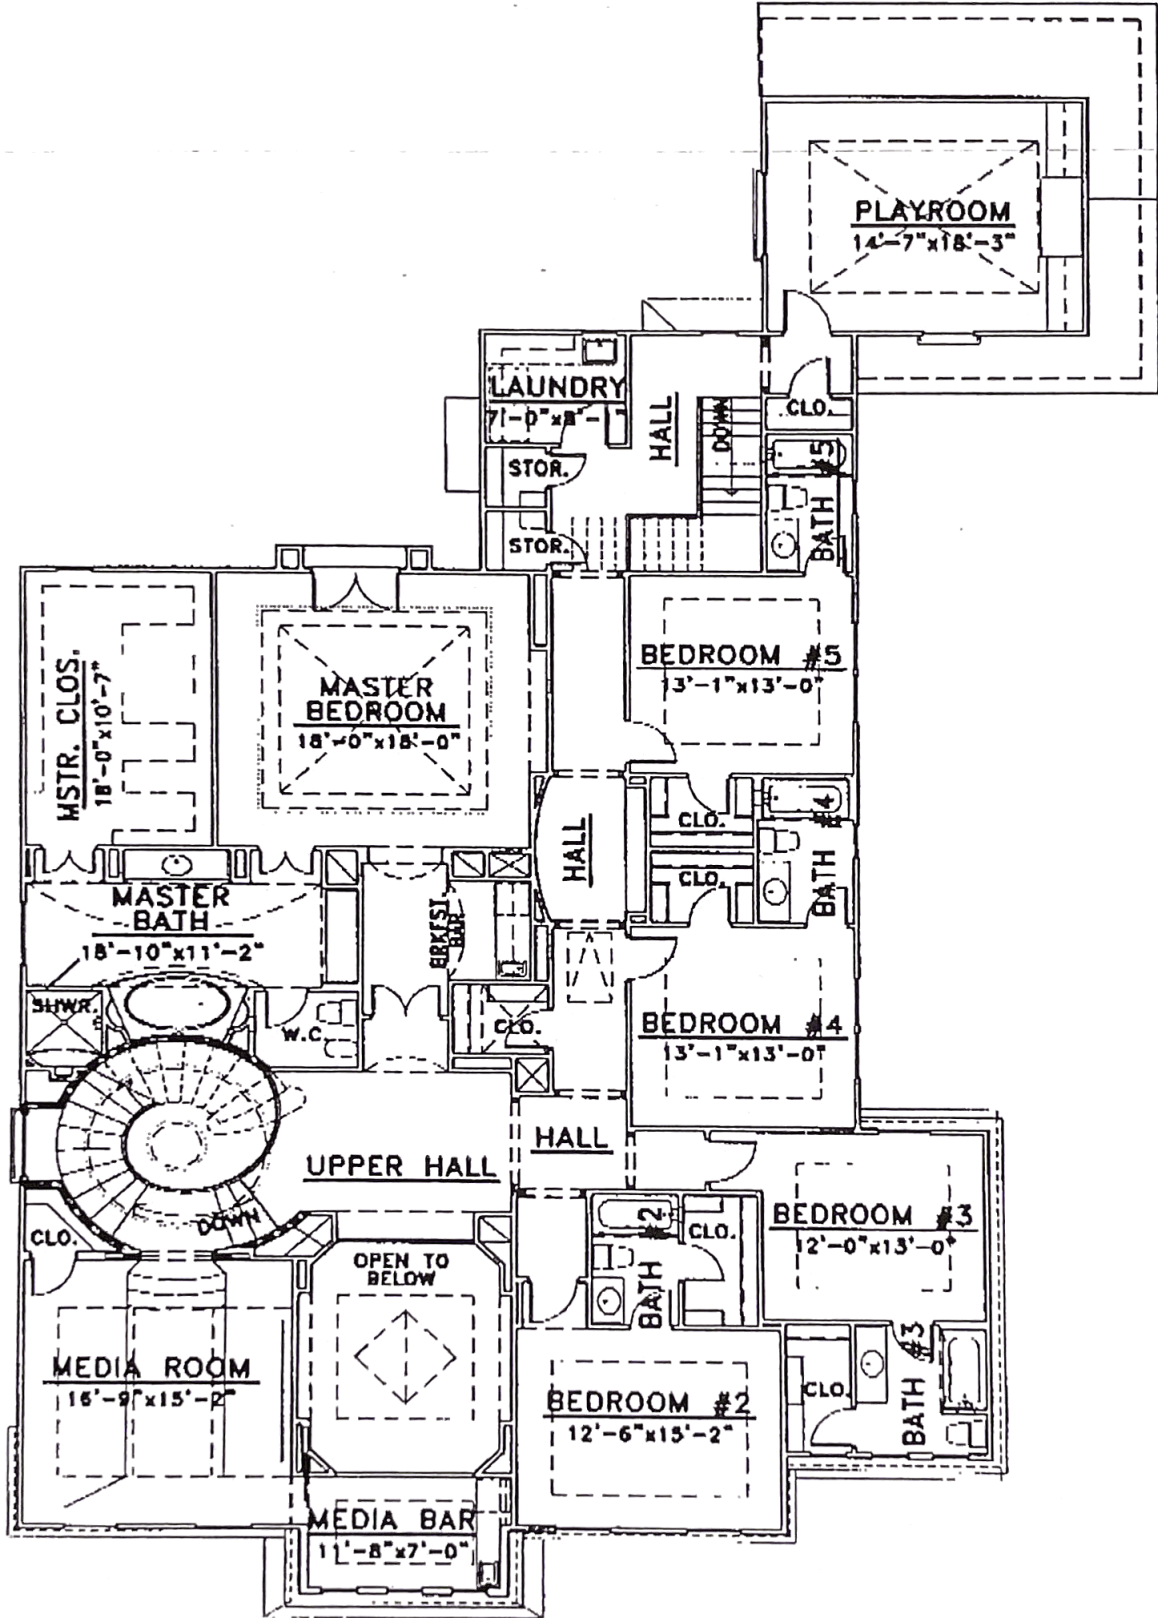 PLAYROOM
14'-7"x18'-3"
LAUNDRY
HALL
DOWN
CLO.
STOR.
BATH #5
STOR.
BEDROOM #5
13'-1"x13'-0"
MSTR. CLOS.
18'-0"x10'-7"
MASTER
BEDROOM
18'-0"x18'-0"
CLO.
HALL
CLO.
BATH #4
MASTER
BATH
18'-10"x11'-2"
BRKFST.
BAR
SHWR.
W.C.
CLO.
BEDROOM #4
13'-1"x13'-0"
HALL
UPPER HALL
DOWN
CLO.
BATH #2
CLO.
BEDROOM #3
12'-0"x13'-0"
OPEN TO
BELOW
MEDIA ROOM
16'-9"x15'-2"
BEDROOM #2
12'-6"x15'-2"
CLO.
BATH #3
MEDIA BAR
11'-8"x7'-0"